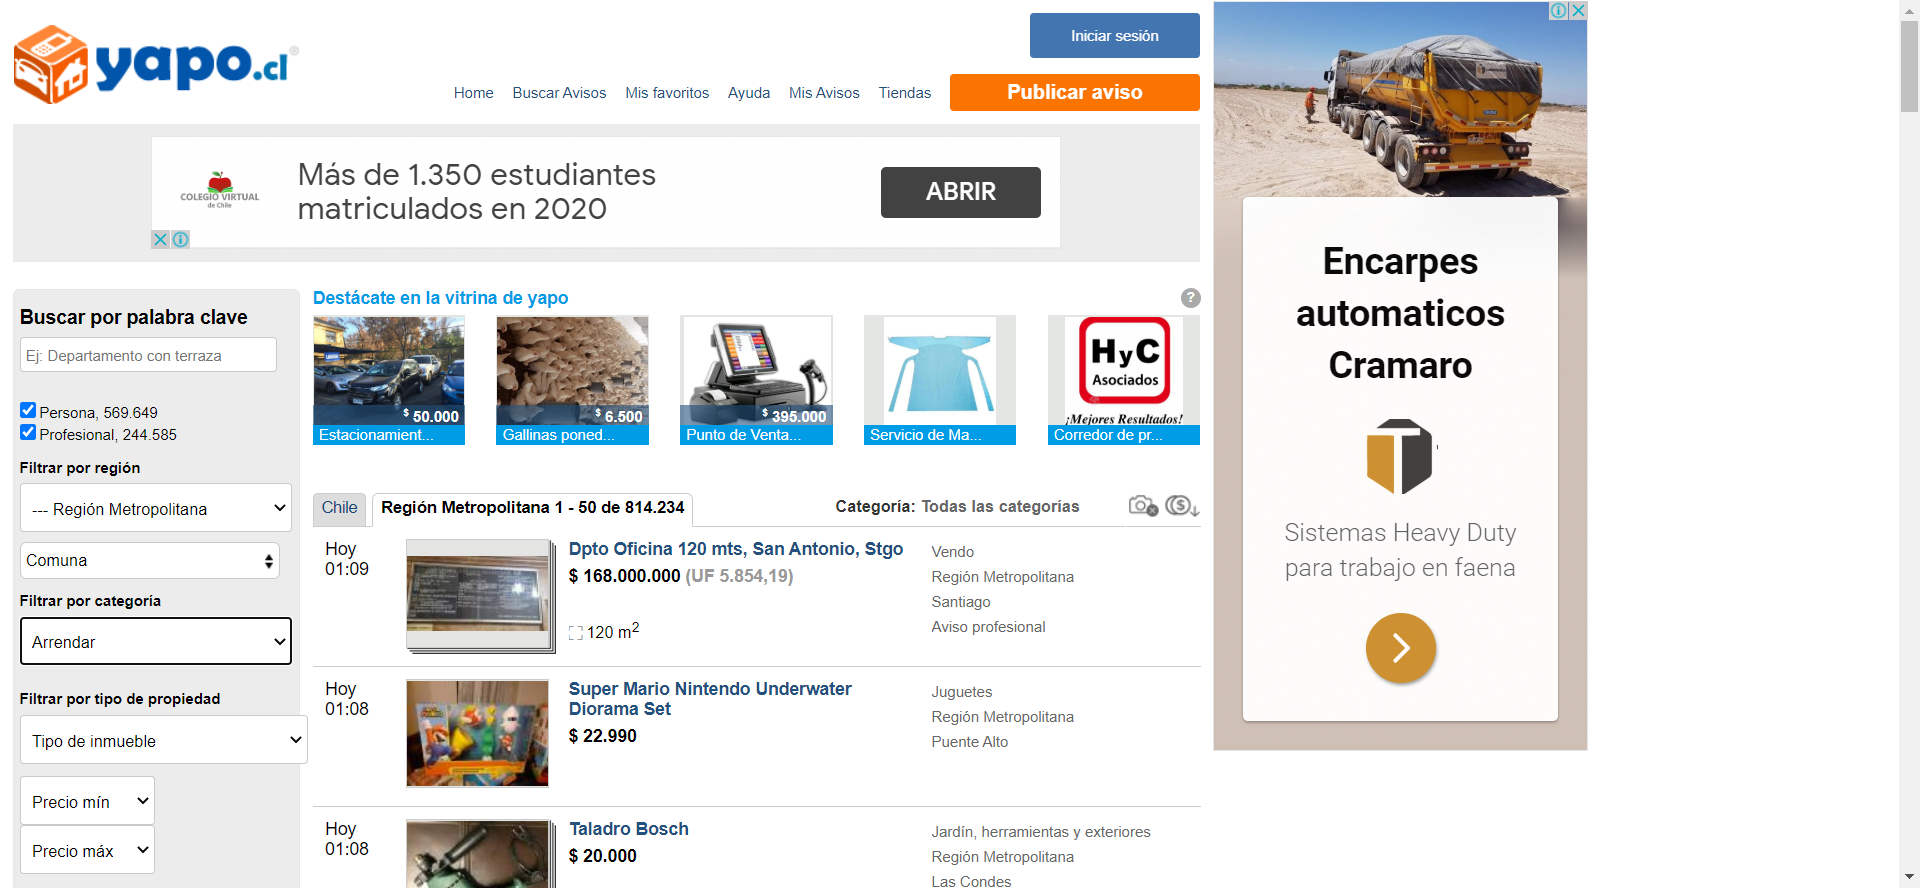 yapo.cl
Iniciar sesión
Home
Buscar Avisos
Mis favoritos
Ayuda
Mis Avisos
Tiendas
Publicar aviso
COLEGIO VIRTUAL
de Chile
Más de 1.350 estudiantes
matriculados en 2020
ABRIR
Buscar por palabra clave
Ej: Departamento con terraza
Persona, 569.649
Profesional, 244.585
Filtrar por región
--- Región Metropolitana
Comuna
Filtrar por categoría
Arrendar
Filtrar por tipo de propiedad
Tipo de inmueble
Precio mín
Precio máx
Destácate en la vitrina de yapo
?
$ 50.000
Estacionamient...
$ 6.500
Gallinas poned...
$ 395.000
Punto de Venta...
Servicio de Ma...
HyC
Asociados
¡Mejores Resultados!
Corredor de pr...
Chile
Región Metropolitana 1 - 50 de 814.234
Categoría: Todas las categorías
Hoy
01:09
Dpto Oficina 120 mts, San Antonio, Stgo
$ 168.000.000 (UF 5.854,19)
120 m2
Vendo
Región Metropolitana
Santiago
Aviso profesional
Hoy
01:08
Super Mario Nintendo Underwater
Diorama Set
$ 22.990
Juguetes
Región Metropolitana
Puente Alto
Hoy
01:08
Taladro Bosch
$ 20.000
Jardín, herramientas y exteriores
Región Metropolitana
Las Condes
Encarpes
automaticos
Cramaro
T
Sistemas Heavy Duty
para trabajo en faena